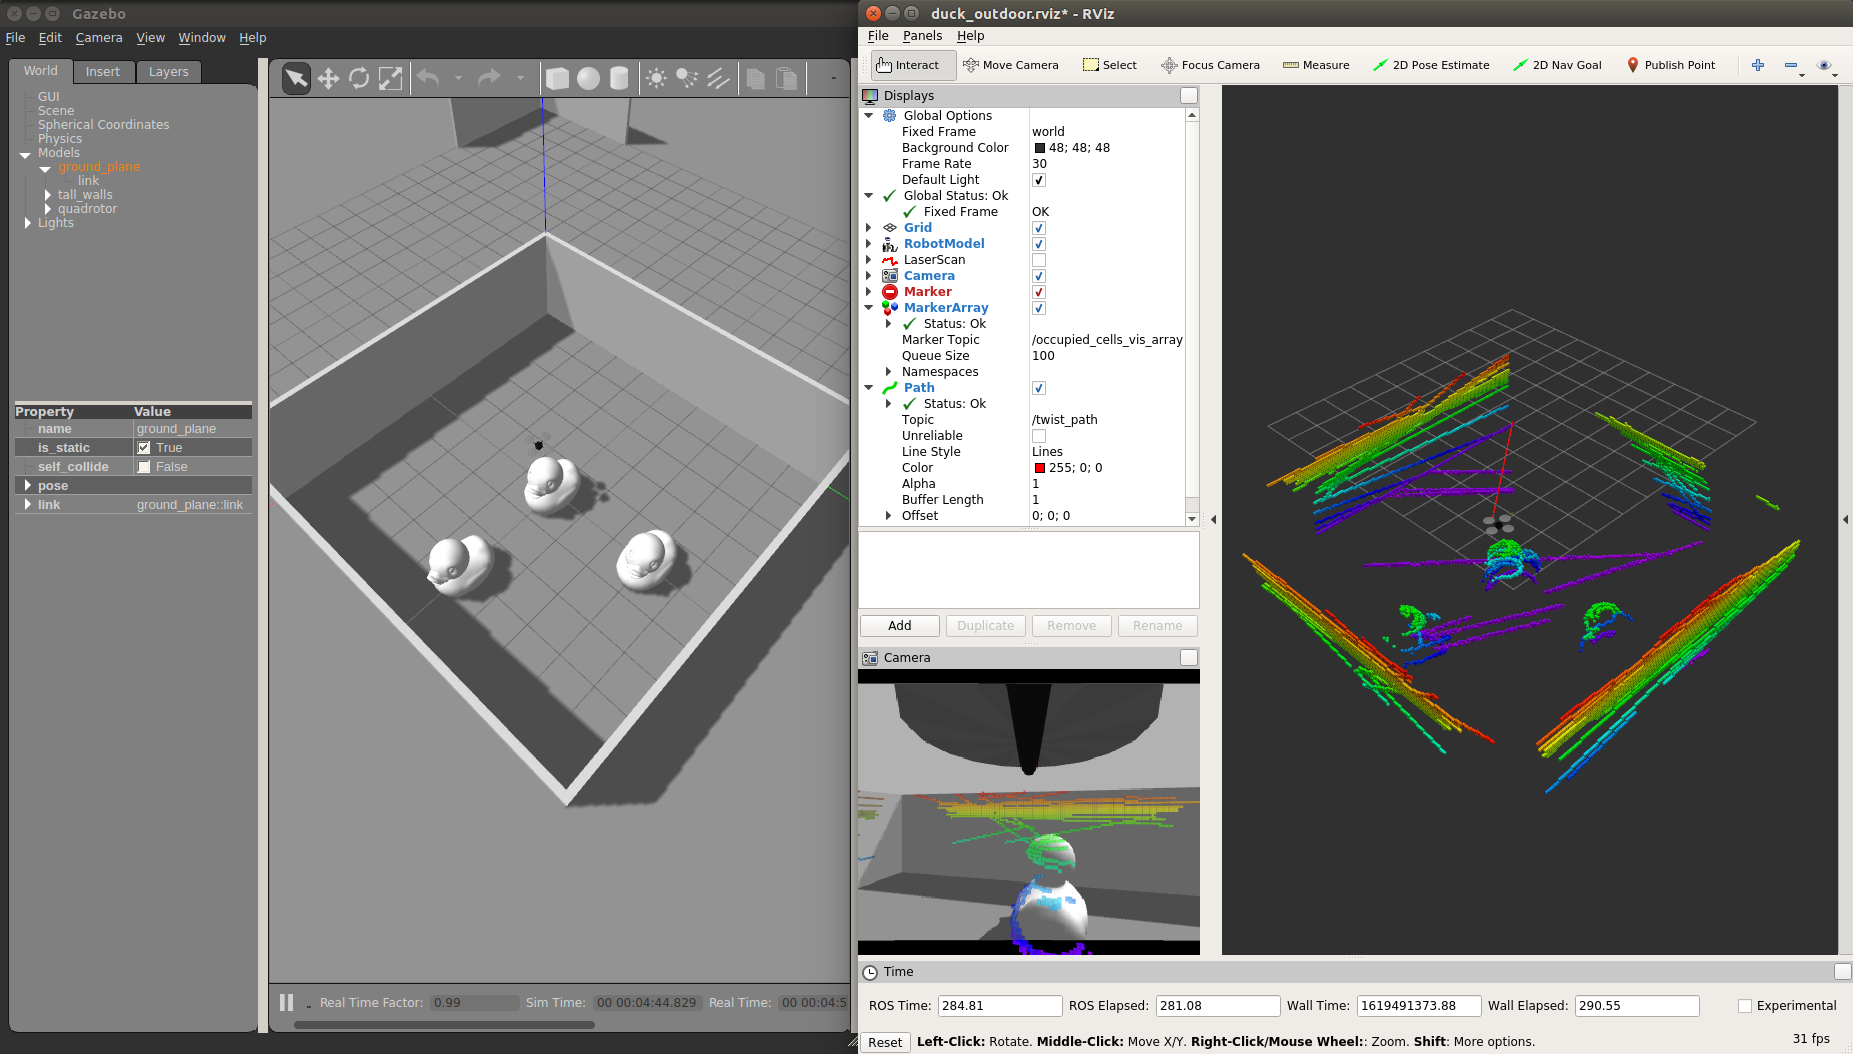 Gazebo
File Edit Camera View Window Help
World Insert Layers
GUI
Scene
Spherical Coordinates
Physics
Models
ground_plane
link
tall_walls
quadrotor
Lights
Property Value
name ground_plane
is_static True
self_collide False
pose
link ground_plane::link
Real Time Factor: 0.99 Sim Time: 00 00:04:44.829 Real Time: 00 00:04:5
duck_outdoor.rviz* - RViz
File Panels Help
Interact Move Camera Select Focus Camera Measure 2D Pose Estimate 2D Nav Goal Publish Point
Displays
Global Options
Fixed Frame world
Background Color 48; 48; 48
Frame Rate 30
Default Light
Global Status: Ok
Fixed Frame OK
Grid
RobotModel
LaserScan
Camera
Marker
MarkerArray
Status: Ok
Marker Topic /occupied_cells_vis_array
Queue Size 100
Namespaces
Path
Status: Ok
Topic /twist_path
Unreliable
Line Style Lines
Color 255; 0; 0
Alpha 1
Buffer Length 1
Offset 0; 0; 0
Add Duplicate Remove Rename
Camera
Time
ROS Time: 284.81 ROS Elapsed: 281.08 Wall Time: 1619491373.88 Wall Elapsed: 290.55 Experimental
Reset Left-Click: Rotate. Middle-Click: Move X/Y. Right-Click/Mouse Wheel:: Zoom. Shift: More options. 31 fps